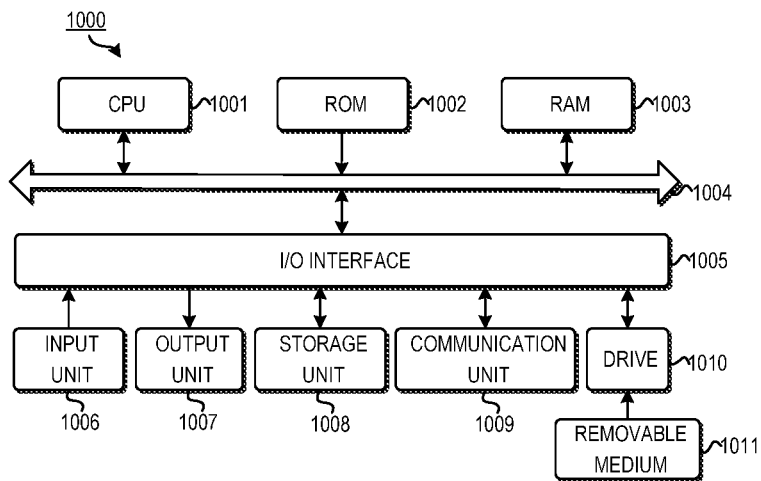 1000
CPU
1001
ROM
1002
RAM
1003
1004
I/O INTERFACE
1005
INPUT
UNIT
1006
OUTPUT
UNIT
1007
STORAGE
UNIT
1008
COMMUNICATION
UNIT
1009
DRIVE
1010
REMOVABLE
MEDIUM
1011